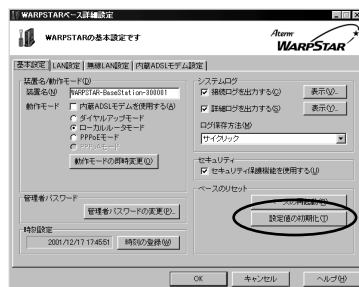 WARPSTARベース詳細設定
WARPSTARの基本設定です
Aterm
WARPSTAR
基本設定 LAN設定 無線LAN設定 内蔵ADSLモデム設定
装置名/動作モード(D)
装置名(N) WARPSTAR-BaseStation-300001
動作モード 内蔵ADSLモデムを使用する(A)
ダイヤルアップモード
ローカルルータモード
PPPoEモード
動作モードの即時変更(Q)
管理者パスワード
管理者パスワードの変更(P)...
時刻設定
2001/12/17 17:45:51 時刻の登録(W)
システムログ
接続ログを出力する(C) 表示(V)...
詳細ログを出力する(G) 表示(Y)...
ログ保存方法(M)
サイクリック
セキュリティ
セキュリティ保護機能を使用する(U)
ベースのリセット
設定値の初期化(T)
OK キャンセル ヘルプ(H)